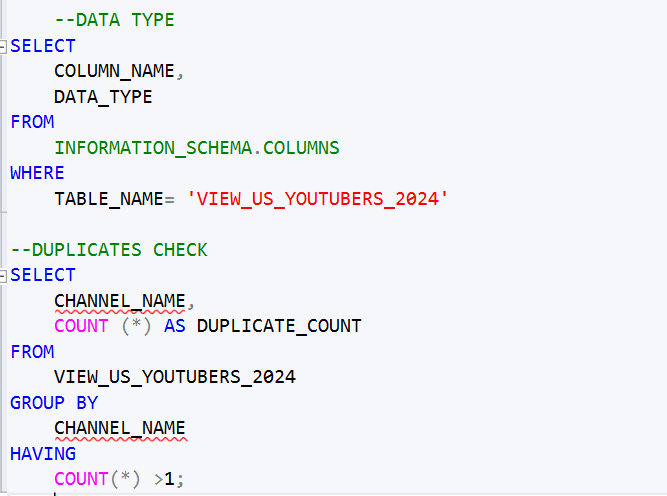 --DATA TYPE
SELECT
COLUMN_NAME,
DATA_TYPE
FROM
INFORMATION_SCHEMA.COLUMNS
WHERE
TABLE_NAME= 'VIEW_US_YOUTUBERS_2024'
--DUPLICATES CHECK
SELECT
CHANNEL_NAME,
COUNT (*) AS DUPLICATE_COUNT
FROM
VIEW_US_YOUTUBERS_2024
GROUP BY
CHANNEL_NAME
HAVING
COUNT(*) >1;